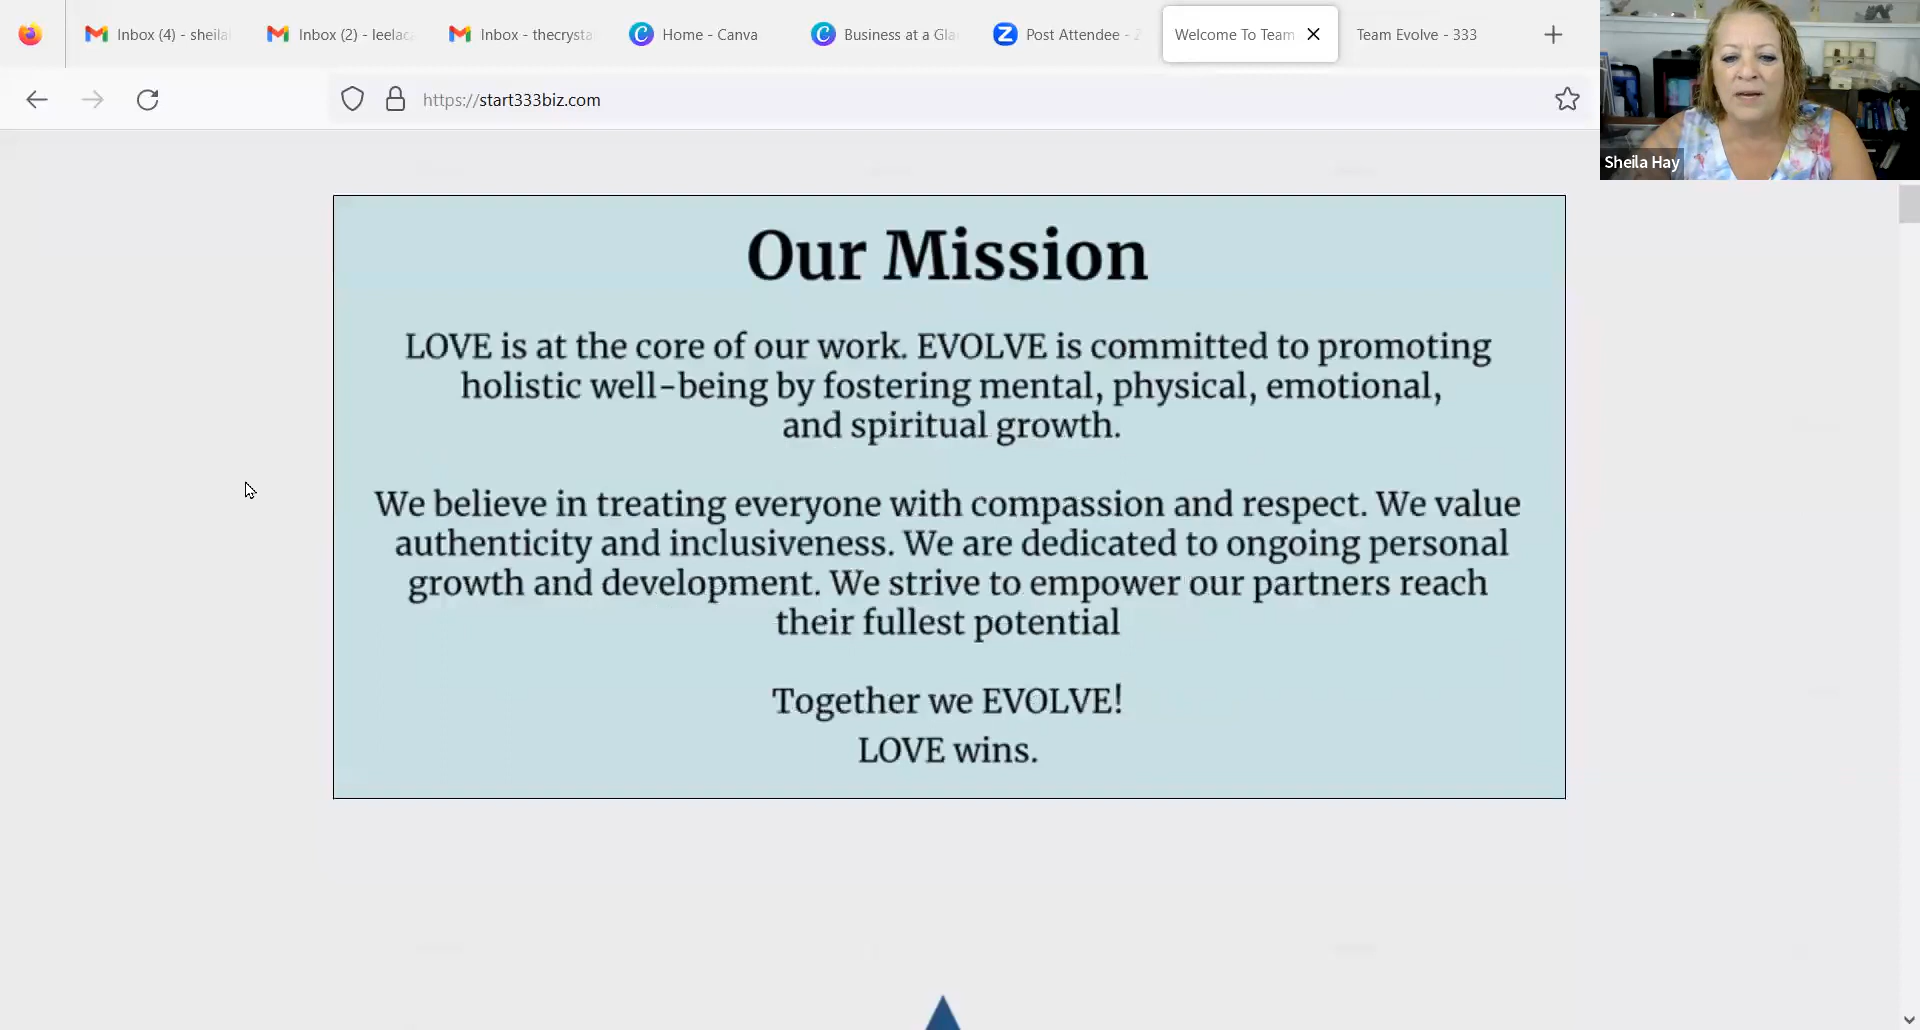 Inbox (4) - sheila
Inbox (2) - leelac
Inbox - thecrysta
Home - Canva
Business at a Gla
Post Attendee - Z
Welcome To Team
Team Evolve - 333
https://start333biz.com
Sheila Hay
Our Mission
LOVE is at the core of our work. EVOLVE is committed to promoting
holistic well-being by fostering mental, physical, emotional,
and spiritual growth.
We believe in treating everyone with compassion and respect. We value
authenticity and inclusiveness. We are dedicated to ongoing personal
growth and development. We strive to empower our partners reach
their fullest potential
Together we EVOLVE!
LOVE wins.